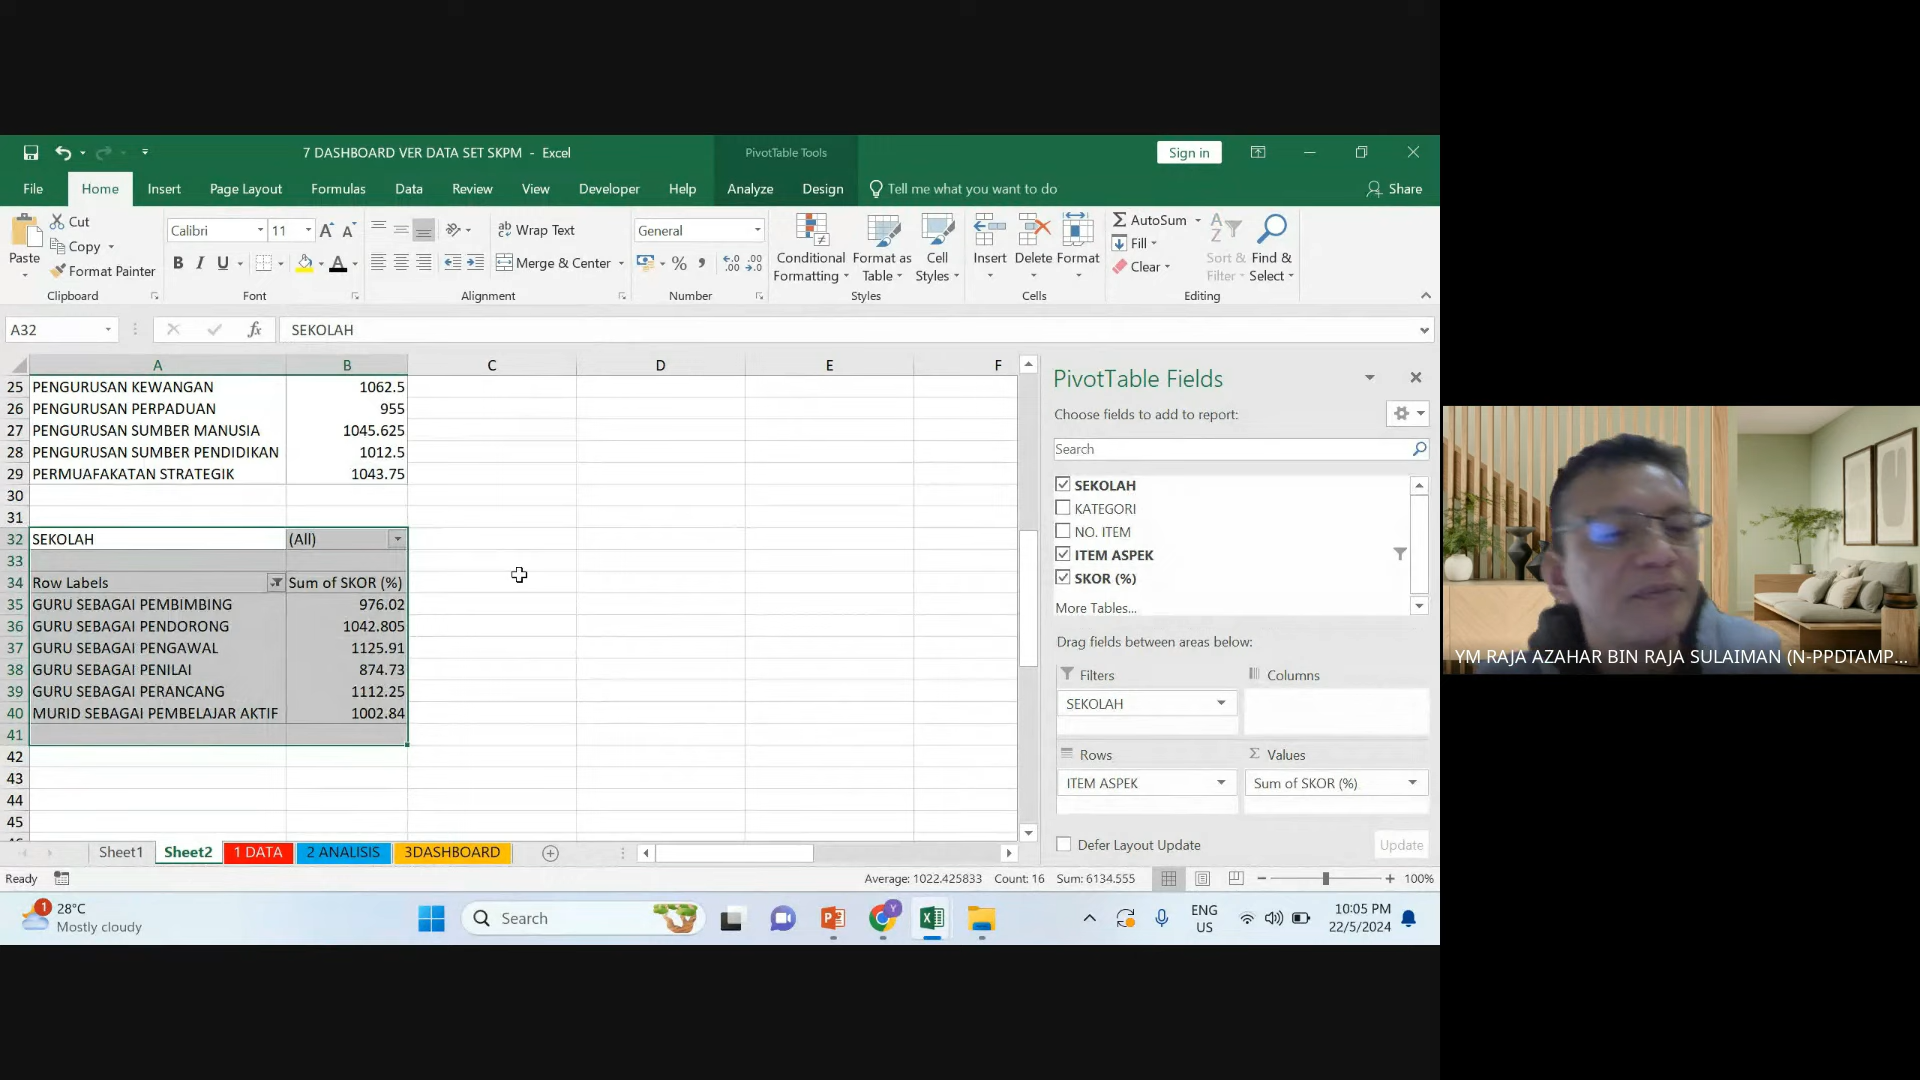 7 DASHBOARD VER DATA SET SKPM - Excel
PivotTable Tools
Sign in
File Home Insert Page Layout Formulas Data Review View Developer Help Analyze Design Tell me what you want to do Share
Paste
Cut
Copy
Format Painter
Clipboard
Calibri 11
B I U
Font
Wrap Text
Merge & Center
Alignment
General
Number
Conditional Formatting
Format as Table
Cell Styles
Styles
Insert Delete Format
Cells
AutoSum
Fill
Clear
Sort & Filter
Find & Select
Editing
A32
fx
SEKOLAH
A B C D E F
25 PENGURUSAN KEWANGAN 1062.5
26 PENGURUSAN PERPADUAN 955
27 PENGURUSAN SUMBER MANUSIA 1045.625
28 PENGURUSAN SUMBER PENDIDIKAN 1012.5
29 PERMUAFAKATAN STRATEGIK 1043.75
30
31
32 SEKOLAH (All)
33
34 Row Labels Sum of SKOR (%)
35 GURU SEBAGAI PEMBIMBING 976.02
36 GURU SEBAGAI PENDORONG 1042.805
37 GURU SEBAGAI PENGAWAL 1125.91
38 GURU SEBAGAI PENILAI 874.73
39 GURU SEBAGAI PERANCANG 1112.25
40 MURID SEBAGAI PEMBELAJAR AKTIF 1002.84
41
42
43
44
45
PivotTable Fields
Choose fields to add to report:
Search
SEKOLAH
KATEGORI
NO. ITEM
ITEM ASPEK
SKOR (%)
More Tables...
Drag fields between areas below:
Filters
Columns
SEKOLAH
Rows
Values
ITEM ASPEK
Sum of SKOR (%)
Defer Layout Update
Update
Sheet1 Sheet2 1 DATA 2 ANALISIS 3DASHBOARD
Ready
Average: 1022.425833 Count: 16 Sum: 6134.555
100%
1
28°C
Mostly cloudy
Search
ENG
US
10:05 PM
22/5/2024
YM RAJA AZAHAR BIN RAJA SULAIMAN (N-PPDTAMP...